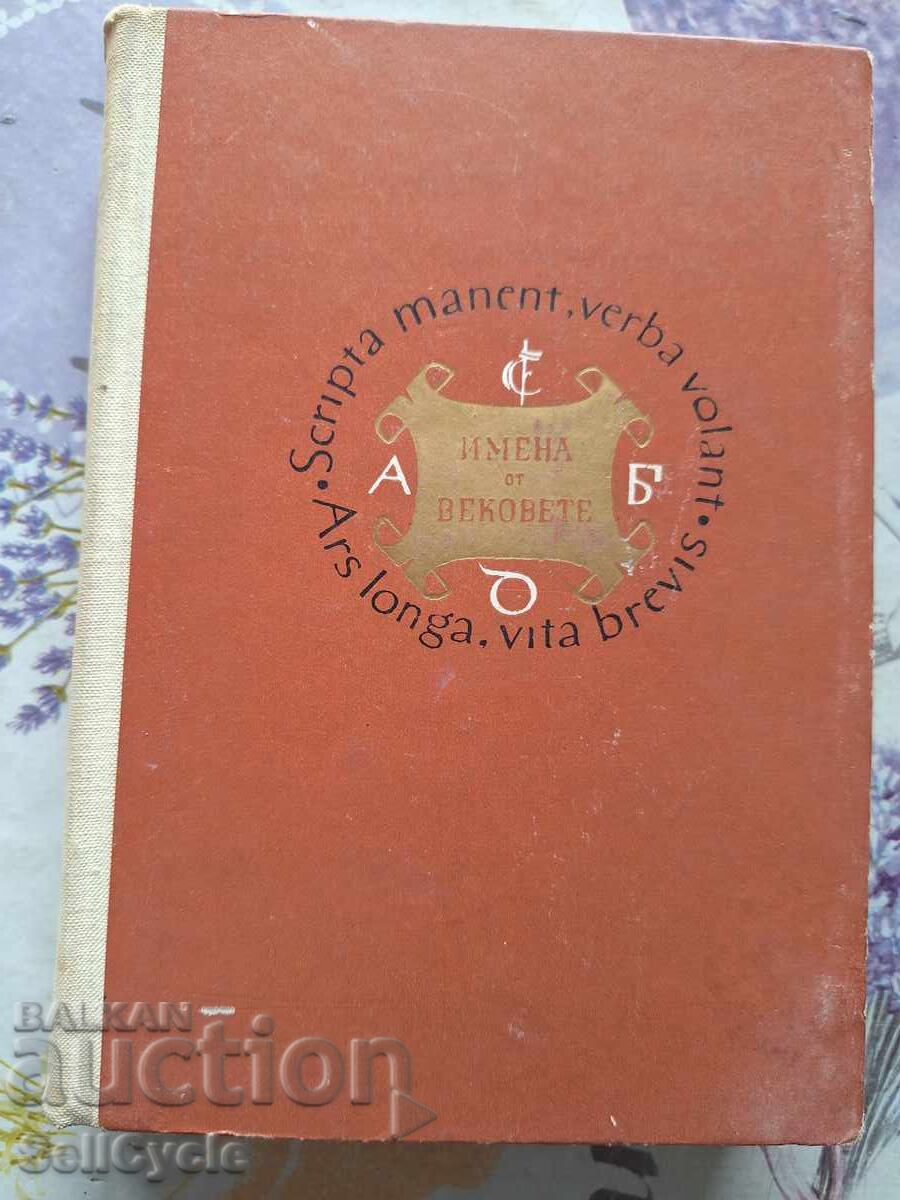 Scripta manent, verba volant.
Ars longa, vita brevis.
А
Б
ИМЕНА
от
ВЕКОВЕТЕ
BALKAN
auction
SellCycle